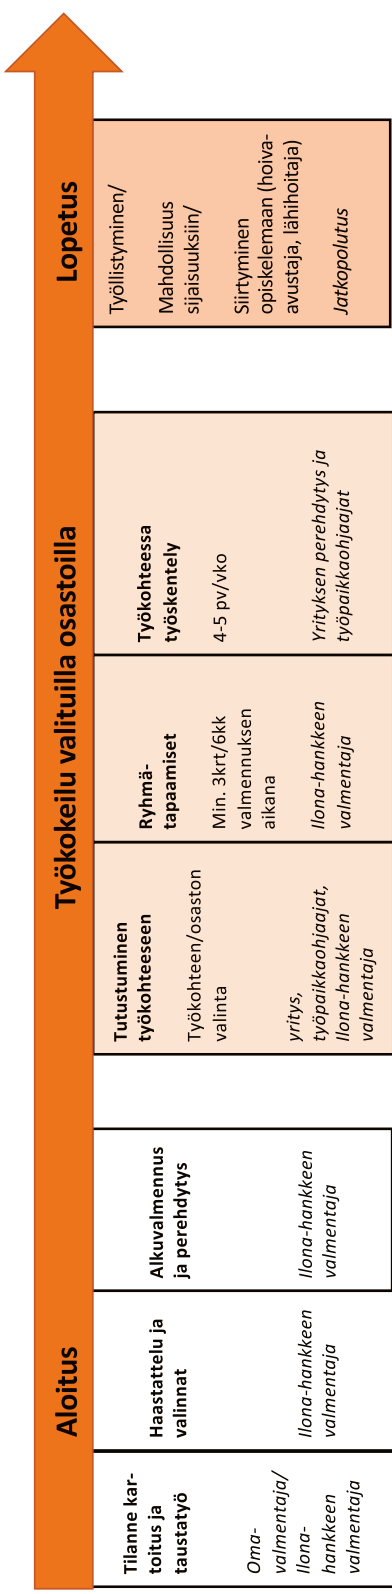 Aloitus
Työkokeilu valituilla osastoilla
Lopetus
Tilanne kar-
toitus ja
taustatyö
Oma-
valmentaja/
Ilona-
hankkeen
valmentaja
Haastattelu ja
valinnat
Ilona-hankkeen
valmentaja
Alkuvalmennus
ja perehdytys
Ilona-hankkeen
valmentaja
Tutustuminen
työkohteeseen
Työkohteen/osaston
valinta
yritys,
työpaikkaohjaajat,
Ilona-hankkeen
valmentaja
Ryhmä-
tapaamiset
Min. 3krt/6kk
valmennuksen
aikana
Ilona-hankkeen
valmentaja
Työkohteessa
työskentely
4-5 pv/vko
Yrityksen perehdytys ja
työpaikkaohjaajat
Työllistyminen/
Mahdollisuus
sijaisuuksiin/
Siirtyminen
opiskelemaan (hoiva-
avustaja, lähihoitaja)
Jatkopolutus